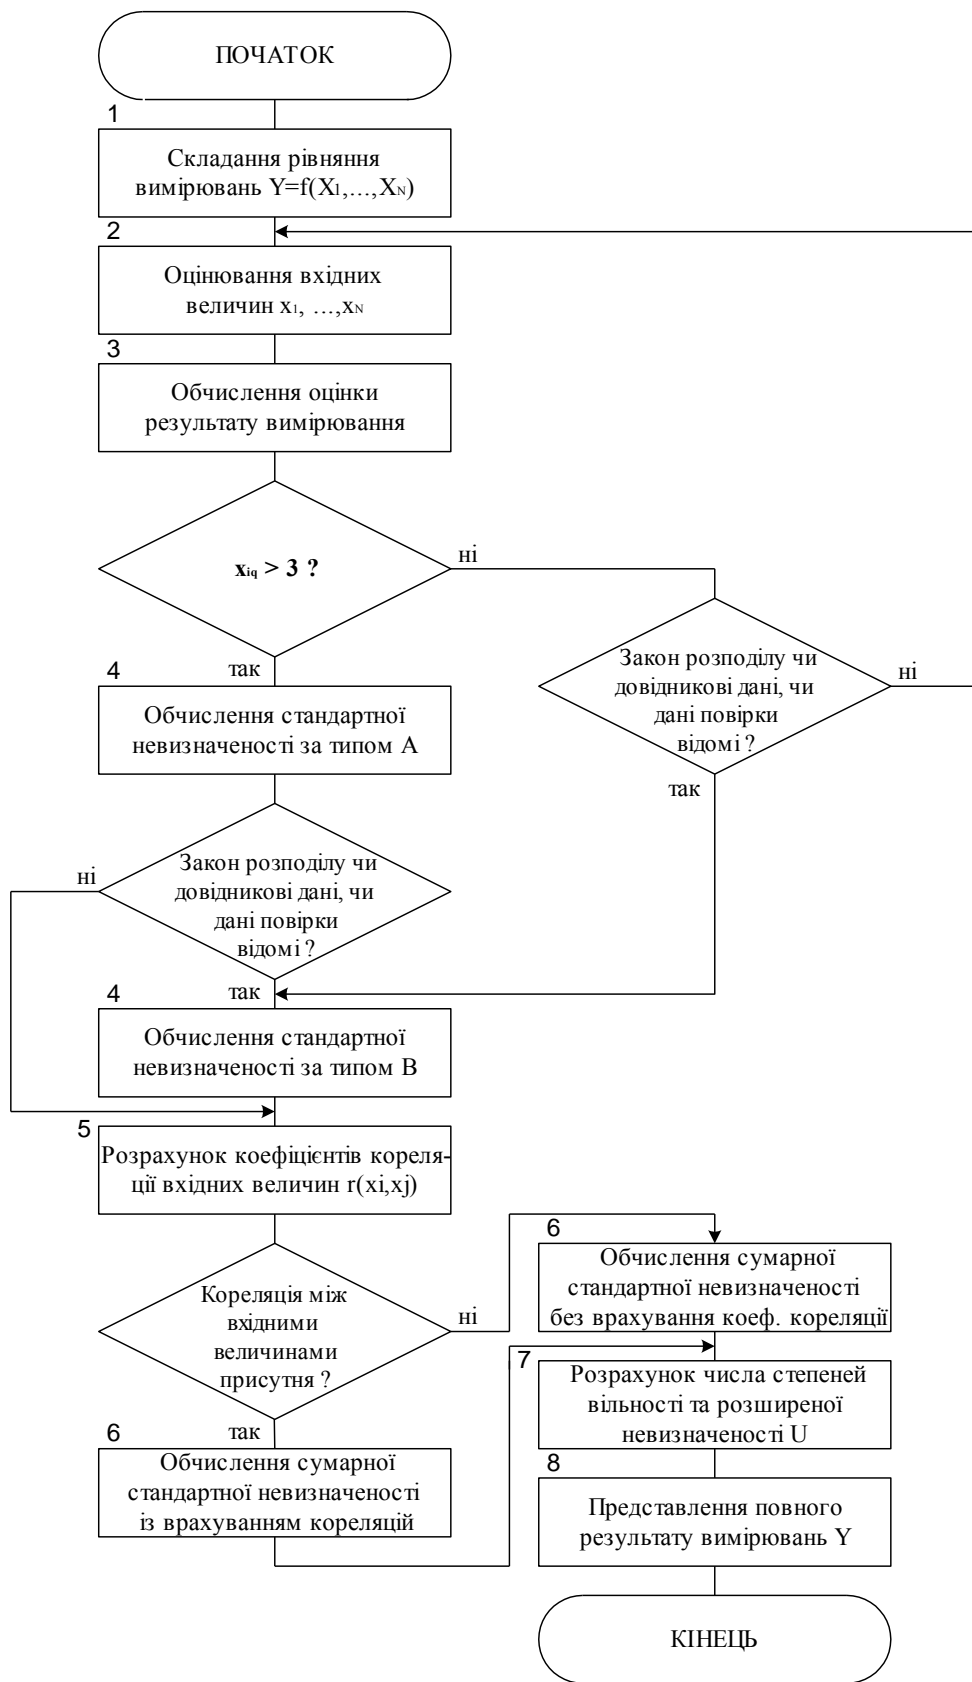 ПОЧАТОК
1
Складання рівняння
вимірювань Y=f(X₁,…,X_N)
2
Оцінювання вхідних
величин x₁, …,x_N
3
Обчислення оцінки
результату вимірювання
x_iq > 3 ?
ні
так
Закон розподілу чи
довідникові дані, чи
дані повірки
відомі ?
ні
так
4
Обчислення стандартної
невизначеності за типом А
Закон розподілу чи
довідникові дані, чи
дані повірки
відомі ?
ні
так
4
Обчислення стандартної
невизначеності за типом В
5
Розрахунок коефіцієнтів кореля-
ції вхідних величин r(xi,xj)
Кореляція між
вхідними
величинами
присутня ?
ні
так
6
Обчислення сумарної
стандартної невизначеності
без врахування коеф. кореляції
6
Обчислення сумарної
стандартної невизначеності
із врахуванням кореляцій
7
Розрахунок числа степеней
вільності та розширеної
невизначеності U
8
Представлення повного
результату вимірювань Y
КІНЕЦЬ